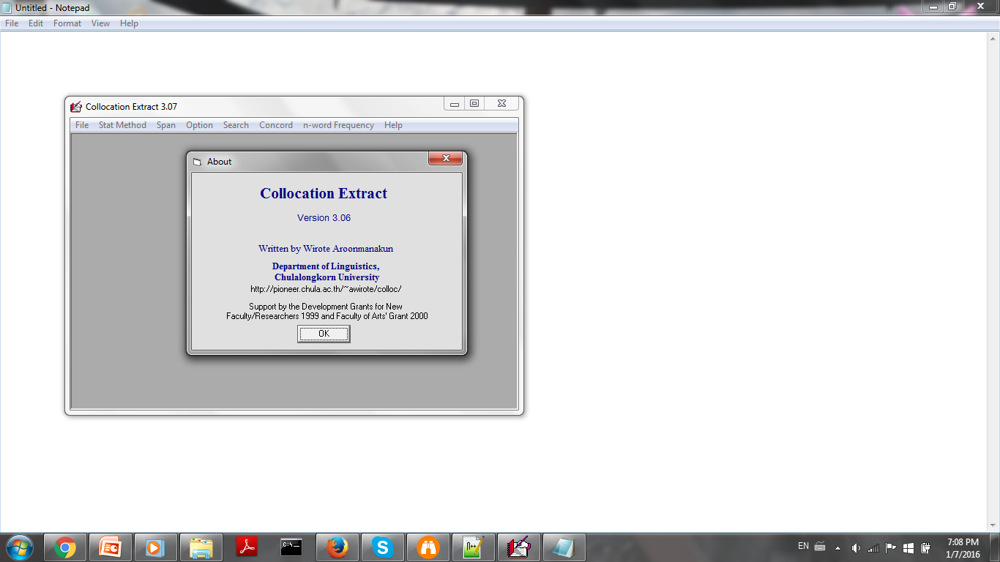 Untitled - Notepad
File Edit Format View Help
Collocation Extract 3.07
File Stat Method Span Option Search Concord n-word Frequency Help
About
Collocation Extract
Version 3.06
Written by Wirote Aroonmanakun
Department of Linguistics,
Chulalongkorn University
http://pioneer.chula.ac.th/~awirote/colloc/
Support by the Development Grants for New
Faculty/Researchers 1999 and Faculty of Arts' Grant 2000
OK
C:\_
N++
EN
7:08 PM
1/7/2016